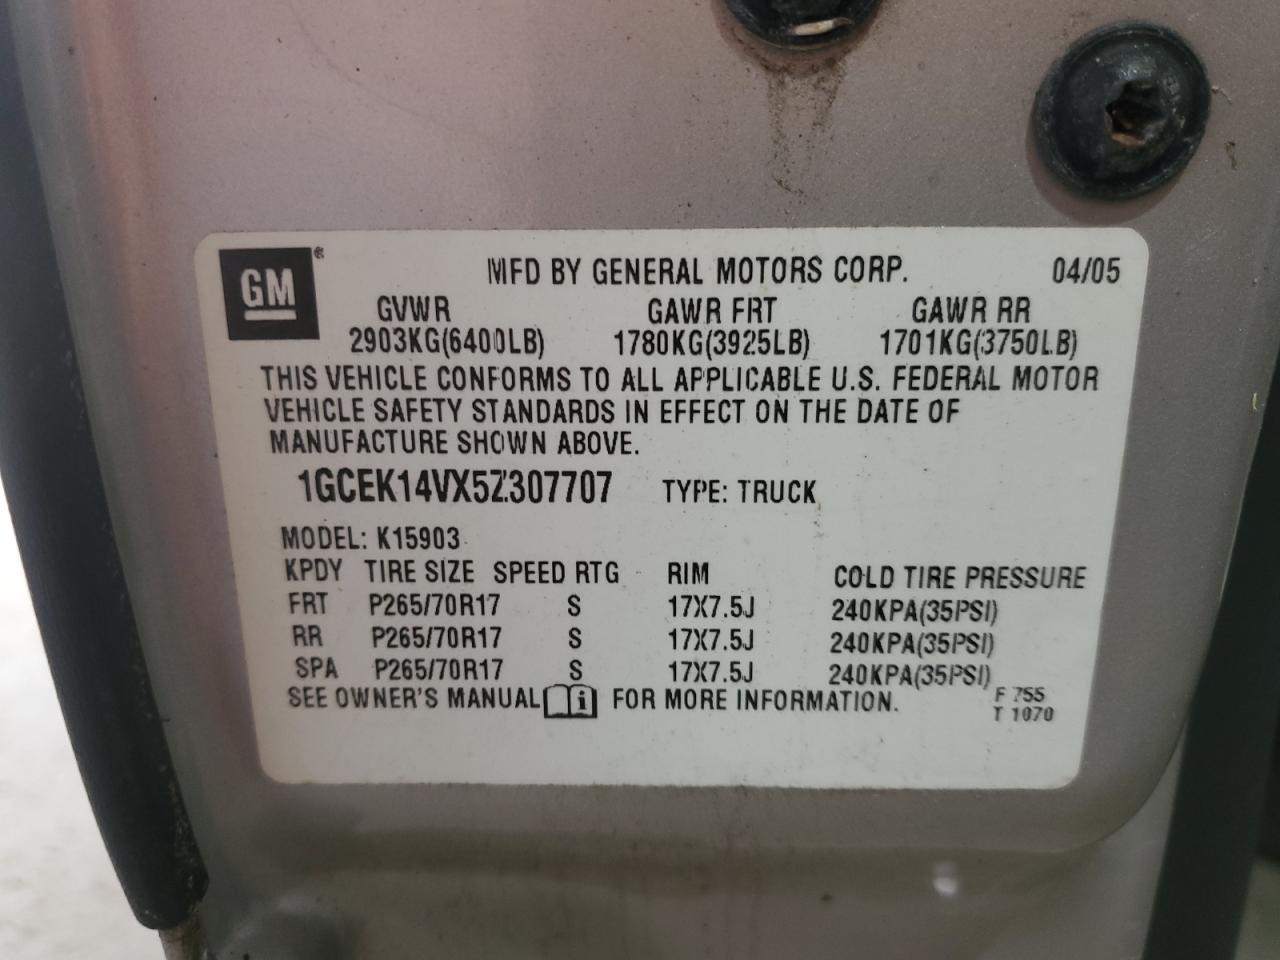 GM®
MFD BY GENERAL MOTORS CORP. 04/05
GVWR GAWR FRT GAWR RR
2903KG(6400LB) 1780KG(3925LB) 1701KG(3750LB)
THIS VEHICLE CONFORMS TO ALL APPLICABLE U.S. FEDERAL MOTOR
VEHICLE SAFETY STANDARDS IN EFFECT ON THE DATE OF
MANUFACTURE SHOWN ABOVE.
1GCEK14VX5Z307707 TYPE: TRUCK
MODEL: K15903
KPDY TIRE SIZE SPEED RTG RIM COLD TIRE PRESSURE
FRT P265/70R17 S 17X7.5J 240KPA(35PSI)
RR P265/70R17 S 17X7.5J 240KPA(35PSI)
SPA P265/70R17 S 17X7.5J 240KPA(35PSI)
SEE OWNER'S MANUAL i FOR MORE INFORMATION.
F 755
T 1070